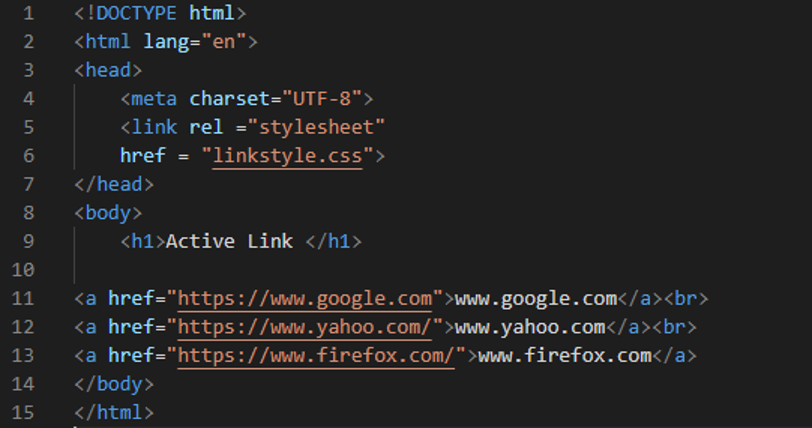 1 <!DOCTYPE html>
2 <html lang="en">
3 <head>
4     <meta charset="UTF-8">
5     <link rel ="stylesheet"
6     href = "linkstyle.css">
7 </head>
8 <body>
9     <h1>Active Link </h1>
10
11 <a href="https://www.google.com">www.google.com</a><br>
12 <a href="https://www.yahoo.com/">www.yahoo.com</a><br>
13 <a href="https://www.firefox.com/">www.firefox.com</a>
14 </body>
15 </html>